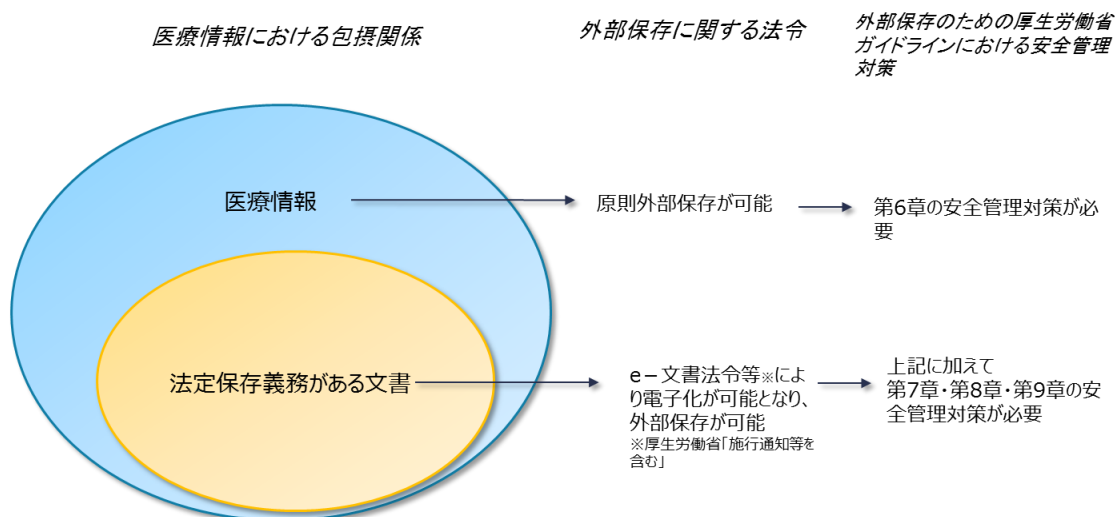 医療情報における包摂関係
外部保存に関する法令
外部保存のための厚生労働省
ガイドラインにおける安全管理
対策
医療情報
原則外部保存が可能
第6章の安全管理対策が必
要
法定保存義務がある文書
e－文書法令等※によ
り電子化が可能となり、
外部保存が可能
※厚生労働省「施行通知等を
含む」
上記に加えて
第7章・第8章・第9章の安
全管理対策が必要